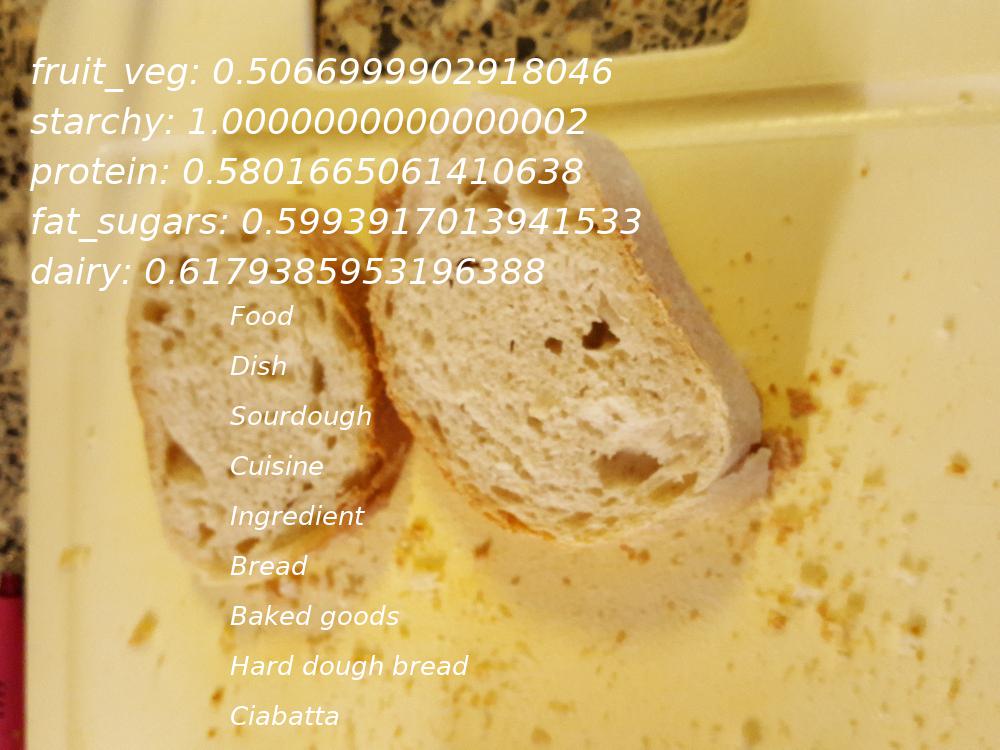 fruit_veg: 0.5066999902918046
starchy: 1.0000000000000002
protein: 0.5801665061410638
fat_sugars: 0.5993917013941533
dairy: 0.6179385953196388
Food
Dish
Sourdough
Cuisine
Ingredient
Bread
Baked goods
Hard dough bread
Ciabatta